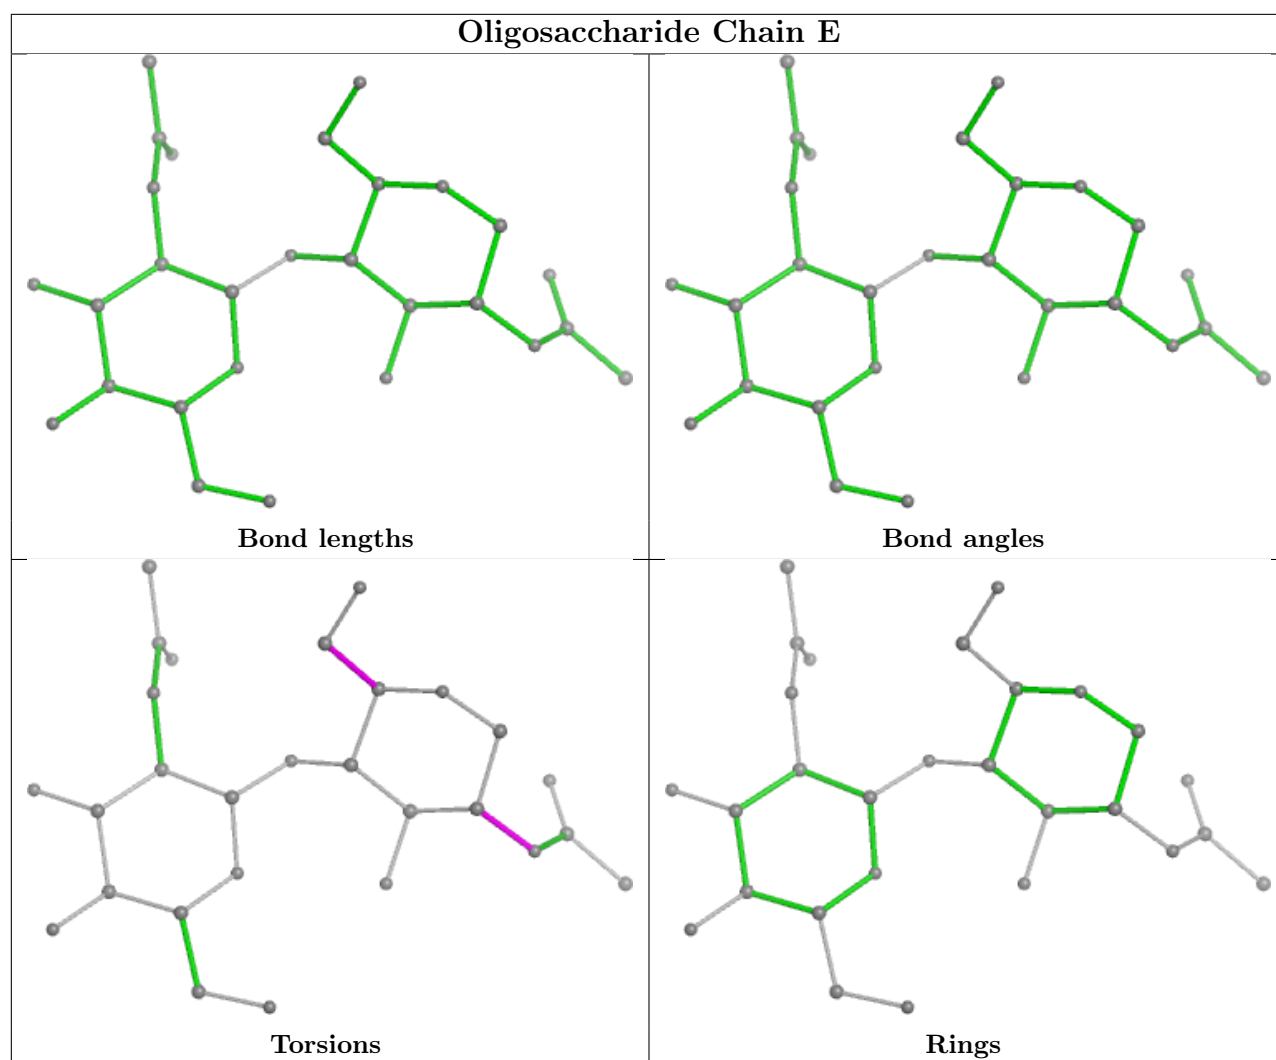 Oligosaccharide Chain E
Bond lengths
Bond angles
Torsions
Rings